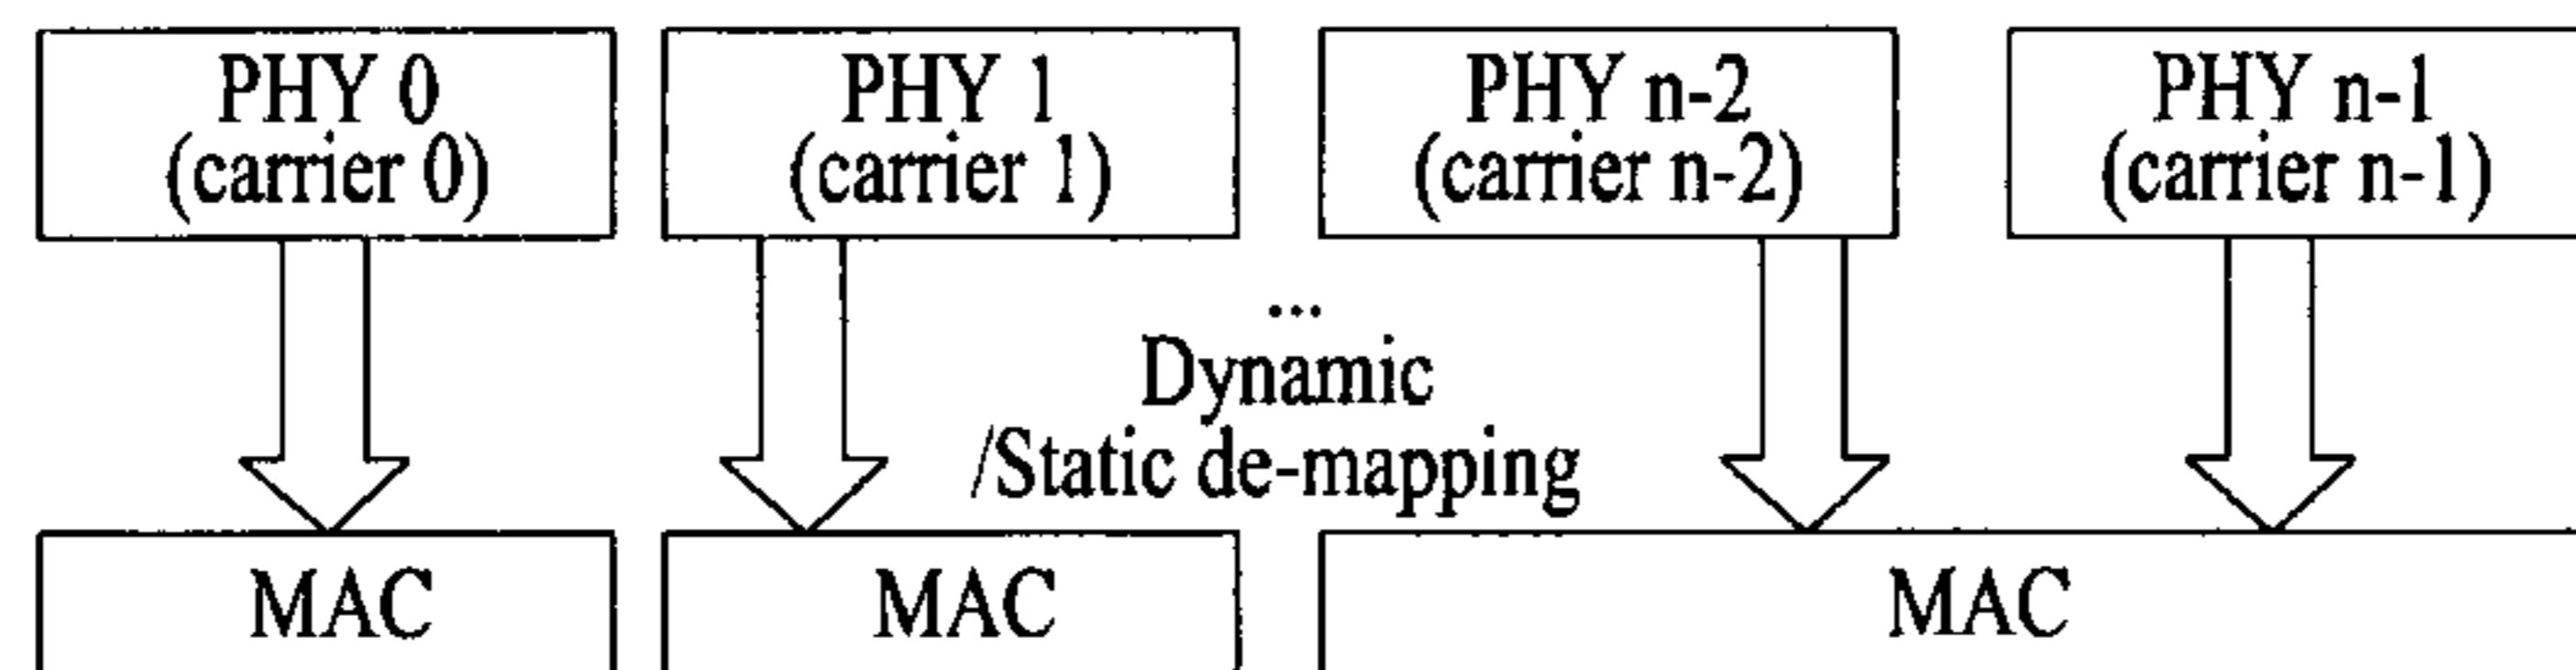 PHY 0
(carrier 0)
PHY 1
(carrier 1)
PHY n-2
(carrier n-2)
PHY n-1
(carrier n-1)
...
Dynamic
/Static de-mapping
MAC
MAC
MAC